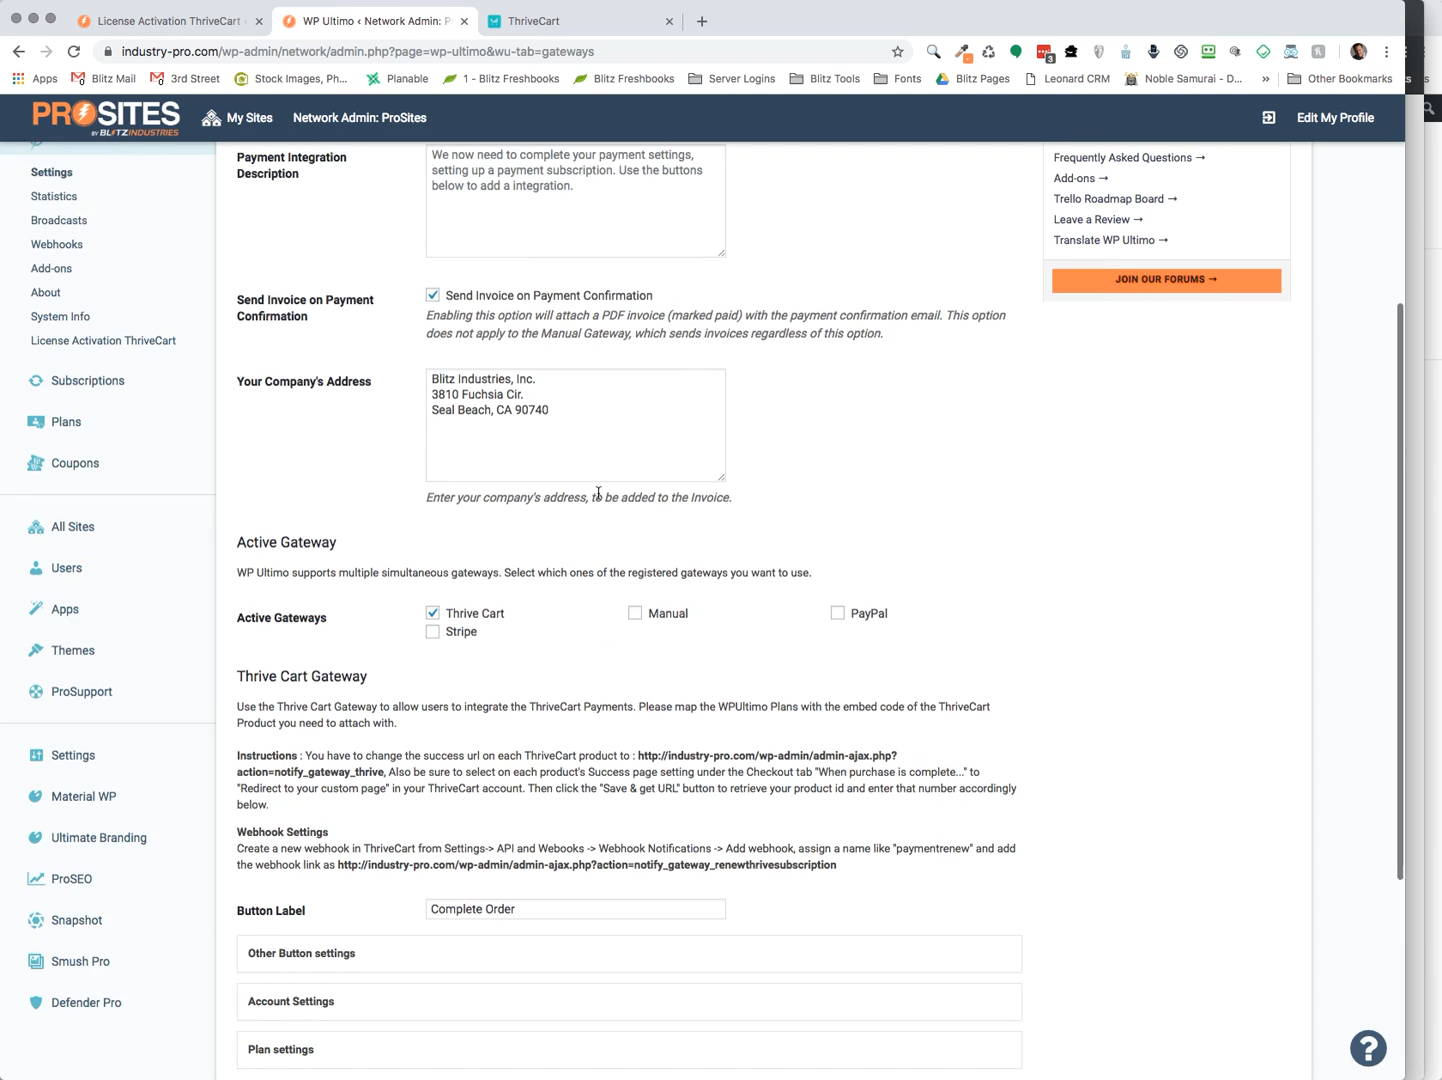 License Activation ThriveCart
WP Ultimo ‹ Network Admin: P
ThriveCart
industry-pro.com/wp-admin/network/admin.php?page=wp-ultimo&wu-tab=gateways
3
Apps
Blitz Mail
3rd Street
Stock Images, Ph...
Planable
1 - Blitz Freshbooks
Blitz Freshbooks
Server Logins
Blitz Tools
Fonts
Blitz Pages
Leonard CRM
Noble Samurai - D...
»
Other Bookmarks
PROSITES
BY BLITZ INDUSTRIES
My Sites
Network Admin: ProSites
Edit My Profile
Settings
Statistics
Broadcasts
Webhooks
Add-ons
About
System Info
License Activation ThriveCart
Subscriptions
Plans
Coupons
All Sites
Users
Apps
Themes
ProSupport
Settings
Material WP
Ultimate Branding
ProSEO
Snapshot
Smush Pro
Defender Pro
Payment Integration
Description
We now need to complete your payment settings,
setting up a payment subscription. Use the buttons
below to add a integration.
Send Invoice on Payment
Confirmation
Send Invoice on Payment Confirmation
Enabling this option will attach a PDF invoice (marked paid) with the payment confirmation email. This option
does not apply to the Manual Gateway, which sends invoices regardless of this option.
Your Company's Address
Blitz Industries, Inc.
3810 Fuchsia Cir.
Seal Beach, CA 90740
Enter your company's address, to be added to the Invoice.
Active Gateway
WP Ultimo supports multiple simultaneous gateways. Select which ones of the registered gateways you want to use.
Active Gateways
Thrive Cart
Manual
PayPal
Stripe
Thrive Cart Gateway
Use the Thrive Cart Gateway to allow users to integrate the ThriveCart Payments. Please map the WPUltimo Plans with the embed code of the ThriveCart
Product you need to attach with.
Instructions : You have to change the success url on each ThriveCart product to : http://industry-pro.com/wp-admin/admin-ajax.php?
action=notify_gateway_thrive, Also be sure to select on each product's Success page setting under the Checkout tab "When purchase is complete..." to
"Redirect to your custom page" in your ThriveCart account. Then click the "Save & get URL" button to retrieve your product id and enter that number accordingly
below.
Webhook Settings
Create a new webhook in ThriveCart from Settings-> API and Webooks -> Webhook Notifications -> Add webhook, assign a name like "paymentrenew" and add
the webhook link as http://industry-pro.com/wp-admin/admin-ajax.php?action=notify_gateway_renewthrivesubscription
Button Label
Complete Order
Other Button settings
Account Settings
Plan settings
Frequently Asked Questions →
Add-ons →
Trello Roadmap Board →
Leave a Review →
Translate WP Ultimo →
JOIN OUR FORUMS →
?